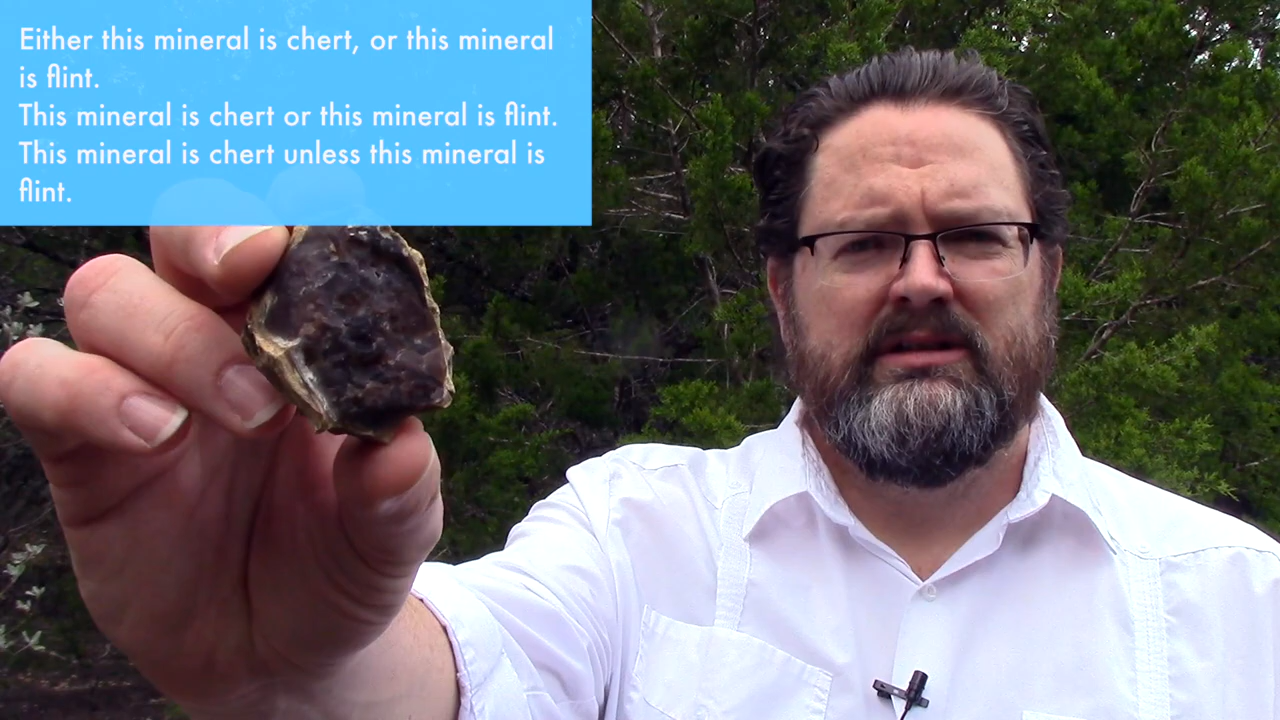 Either this mineral is chert, or this mineral
is flint.
This mineral is chert or this mineral is flint.
This mineral is chert unless this mineral is
flint.